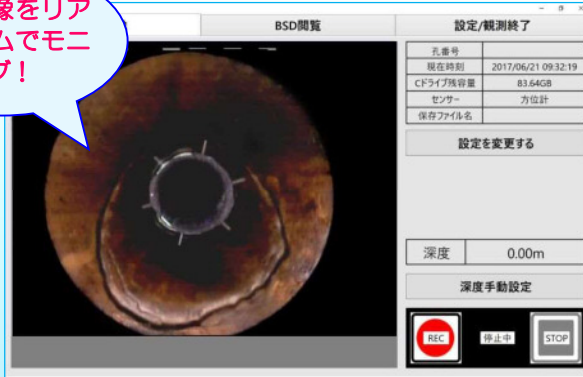 像をリア
ムでモニ
グ！
BSD閲覧
設定/観測終了
孔番号
現在時刻 2017/06/21 09:32:19
Cドライブ残容量 83.64GB
センサー 方位計
保存ファイル名
設定を変更する
深度 0.00m
深度手動設定
REC 停止中 STOP